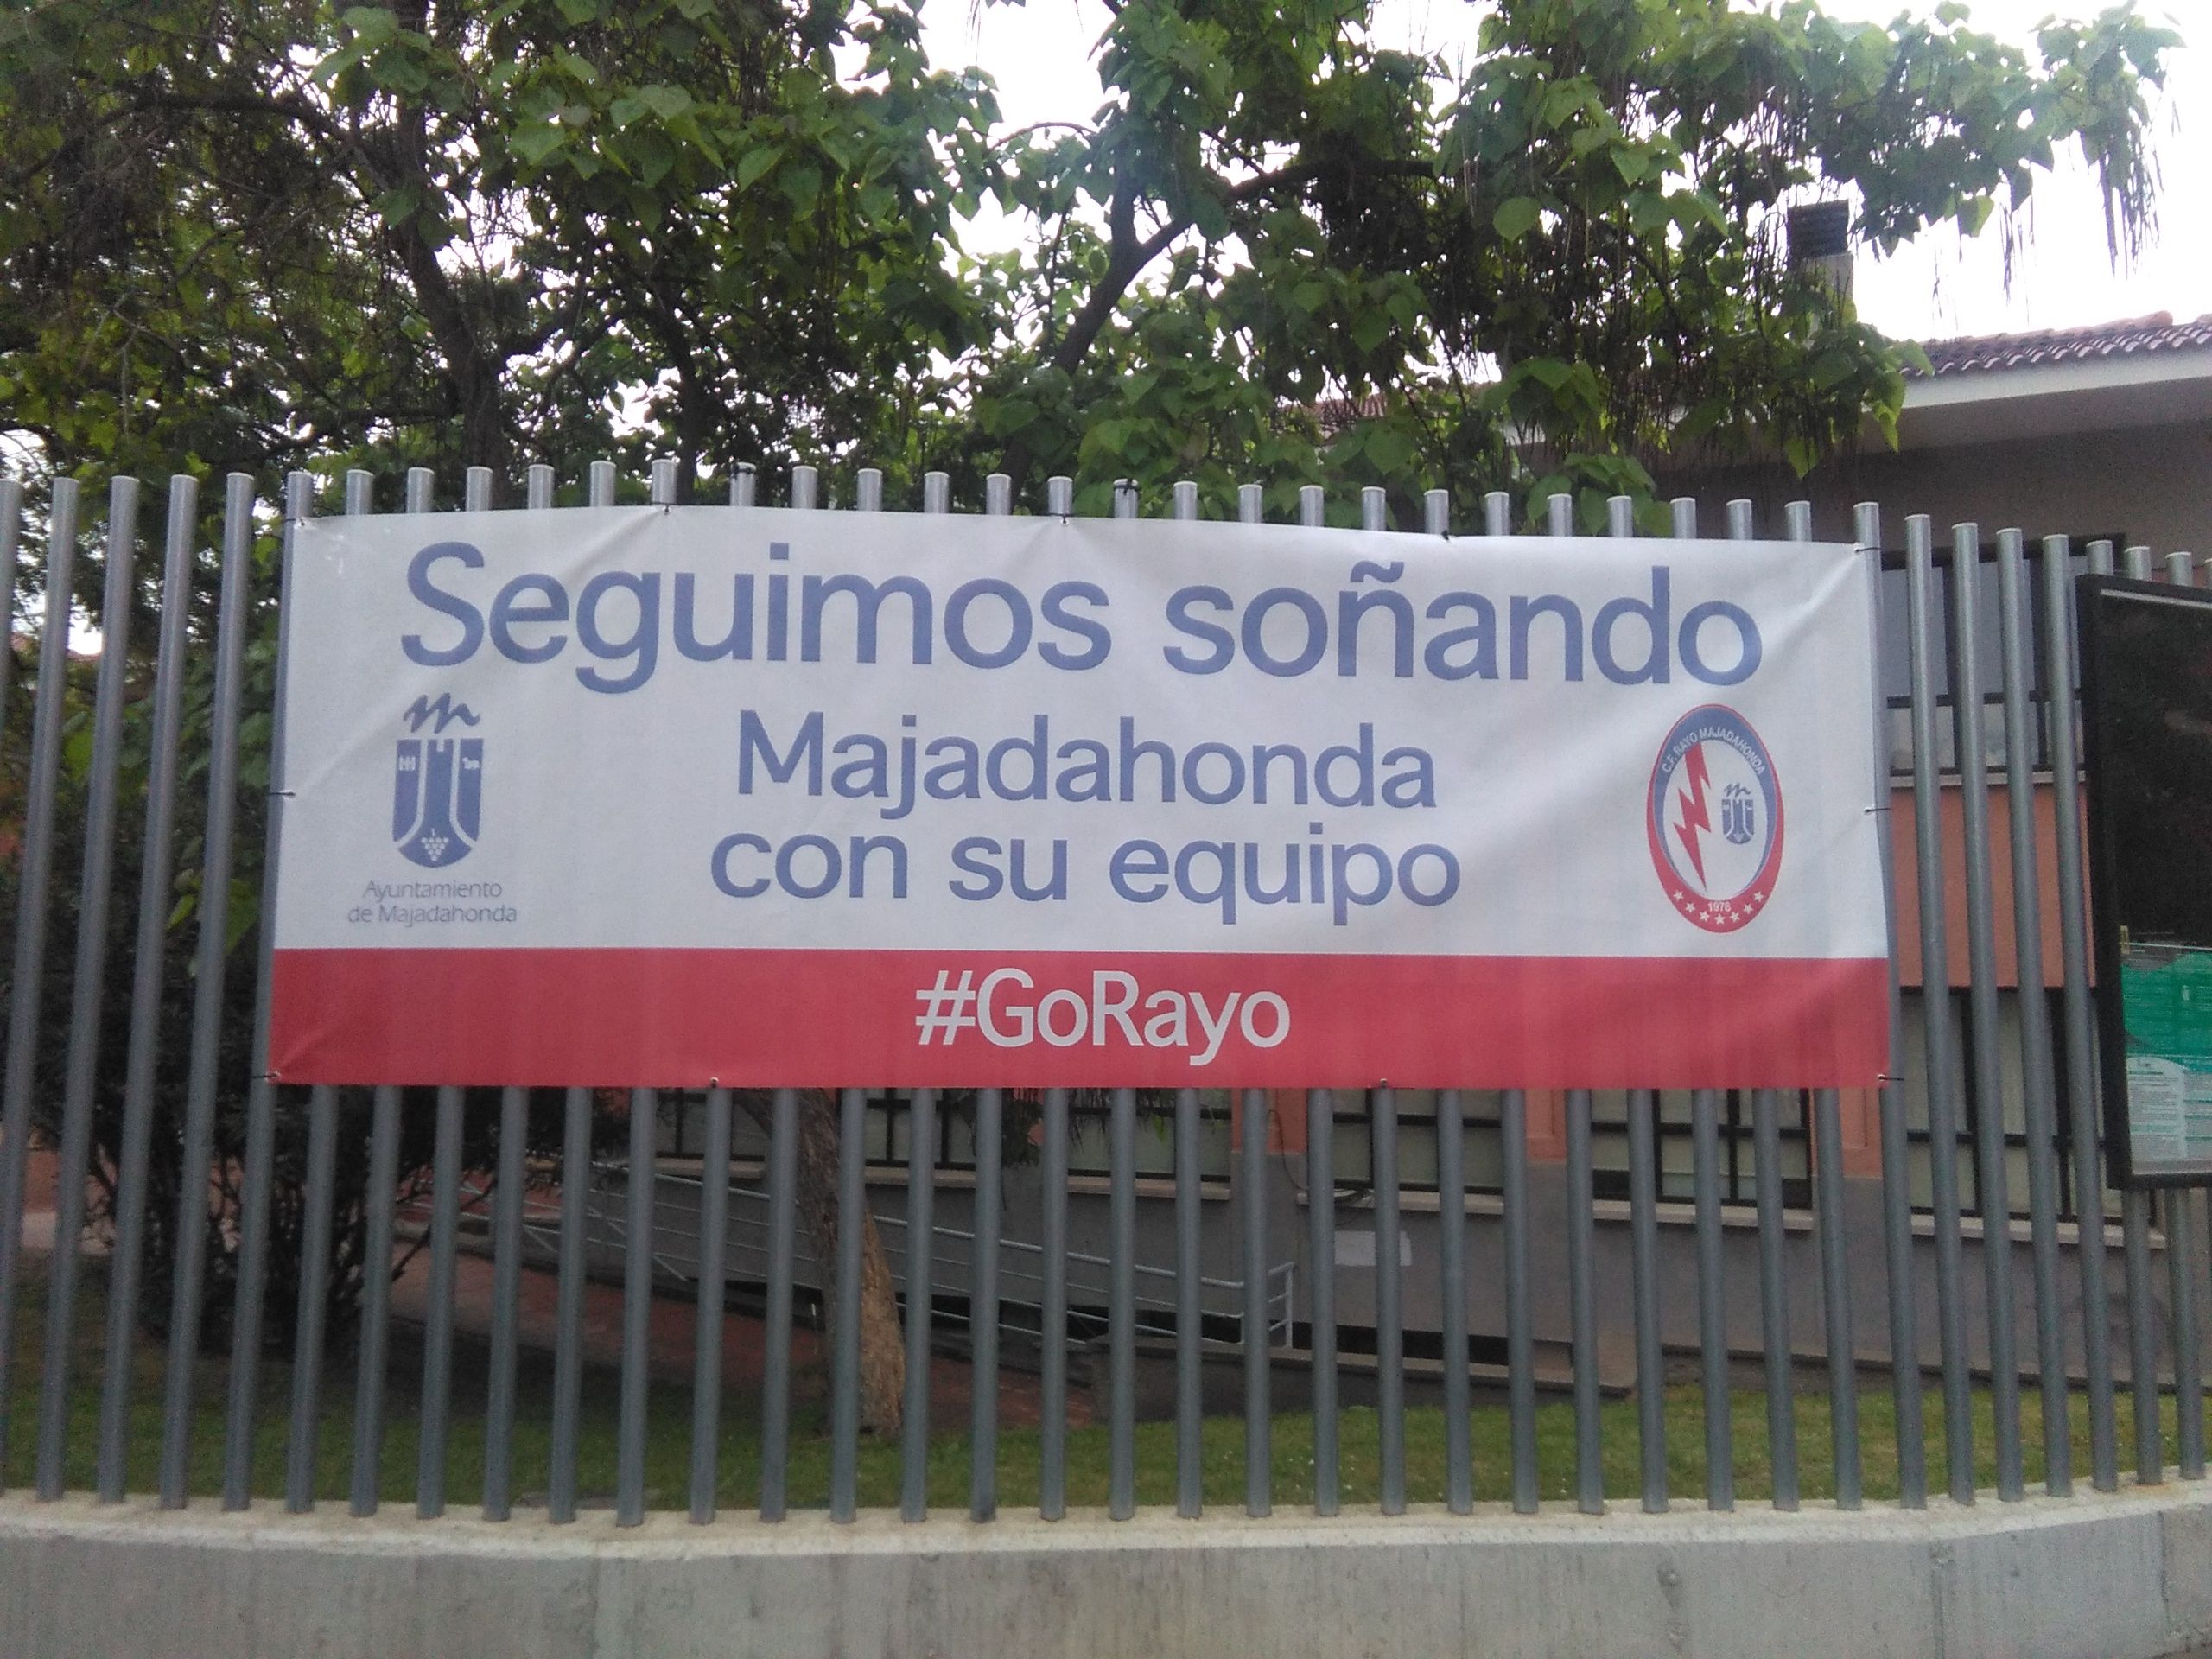 Seguimos soñando
Majadahonda
con su equipo
Ayuntamiento
de Majadahonda
C.F. RAYO MAJADAHONDA
1976
#GoRayo